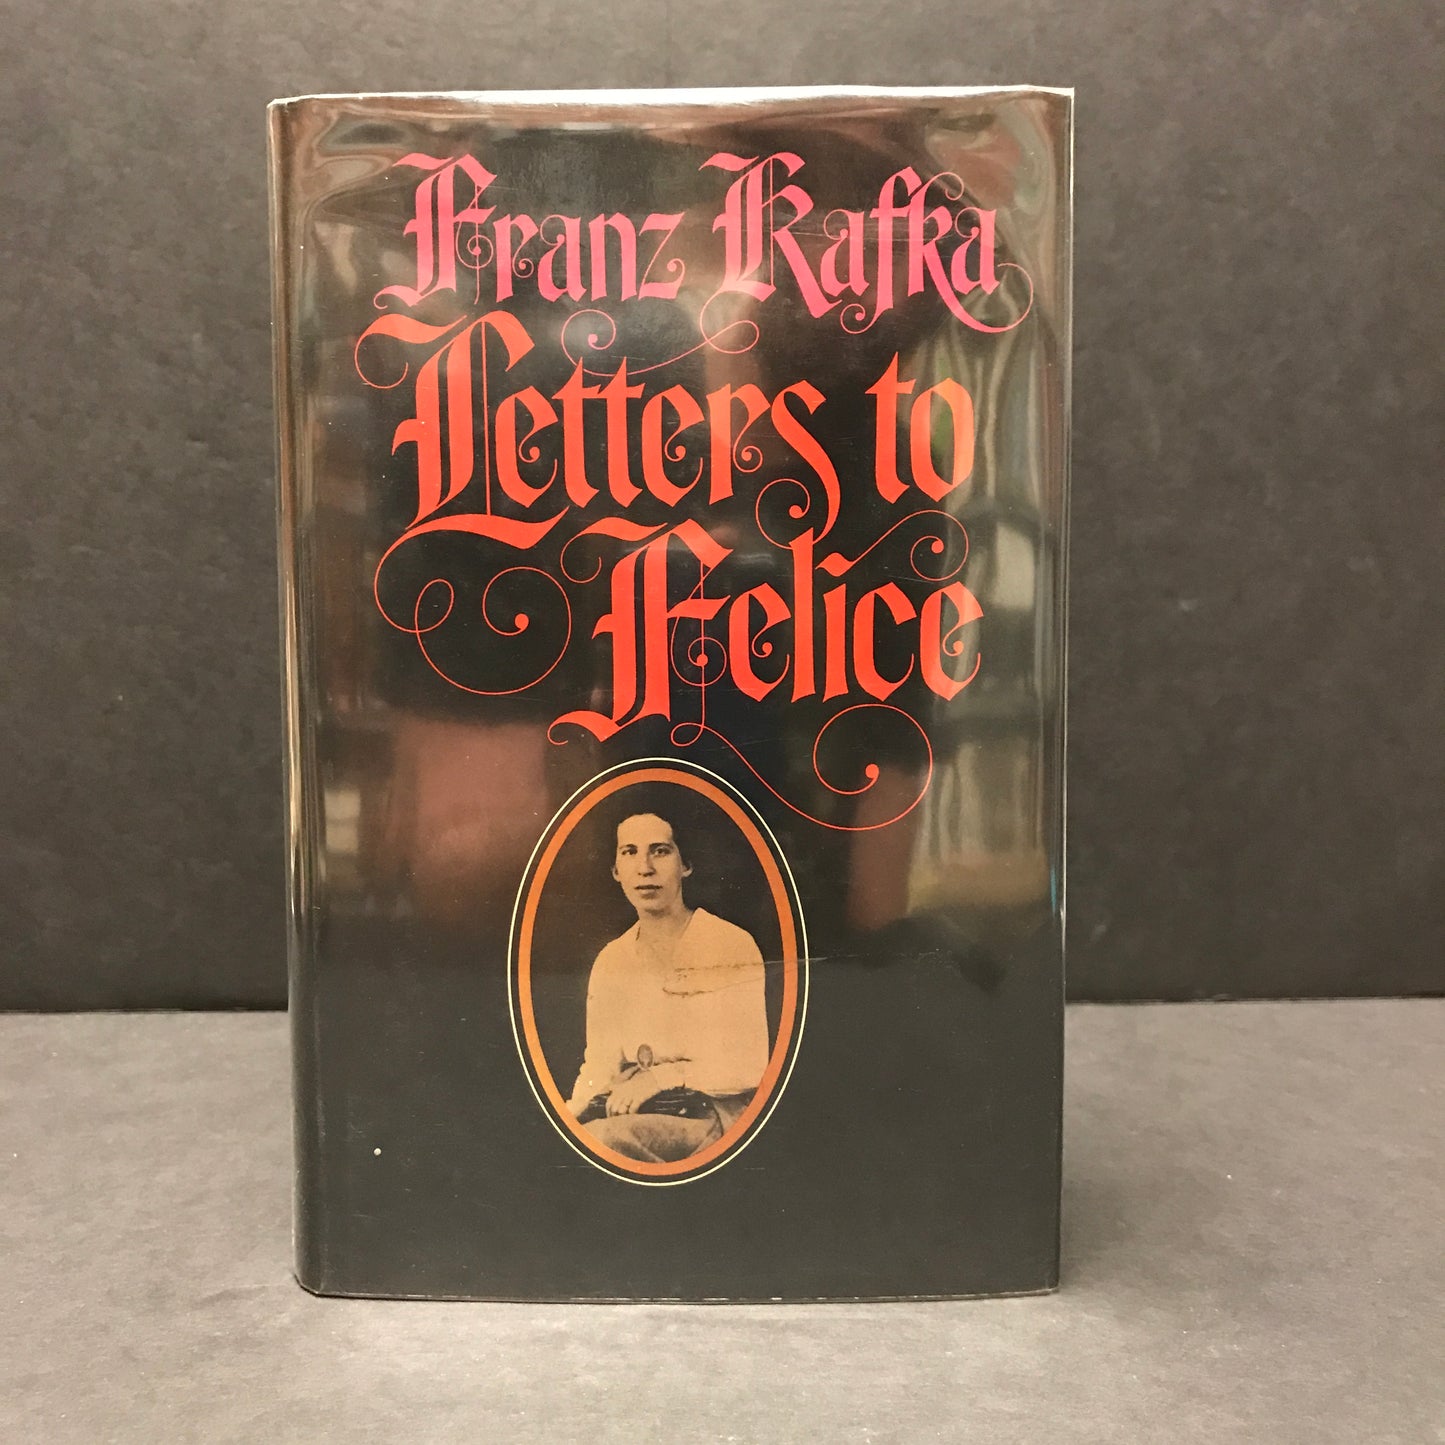 Franz Kafka
Letters to
Felice